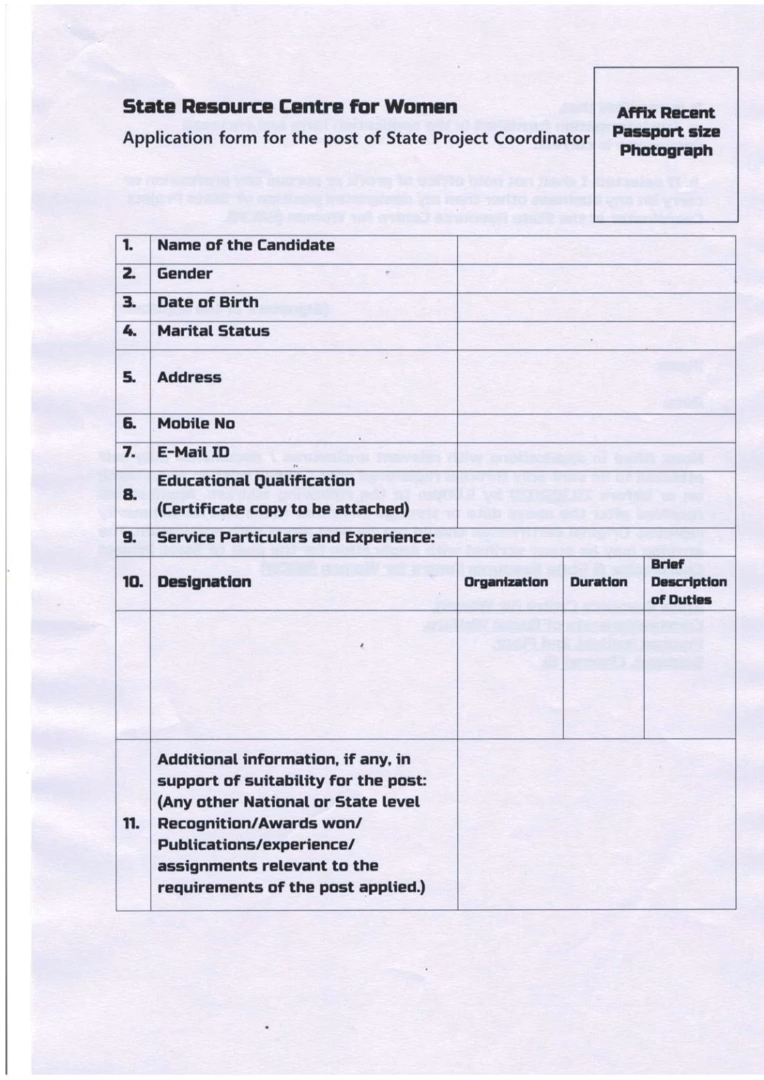 State Resource Centre for Women
Application form for the post of State Project Coordinator
Affix Recent
Passport size
Photograph
1. Name of the Candidate
2. Gender
3. Date of Birth
4. Marital Status
5. Address
6. Mobile No
7. E-Mail ID
8. Educational Qualification
(Certificate copy to be attached)
9. Service Particulars and Experience:
10. Designation Organization Duration Brief
Description
of Duties
11. Additional information, if any, in
support of suitability for the post:
(Any other National or State level
Recognition/Awards won/
Publications/experience/
assignments relevant to the
requirements of the post applied.)